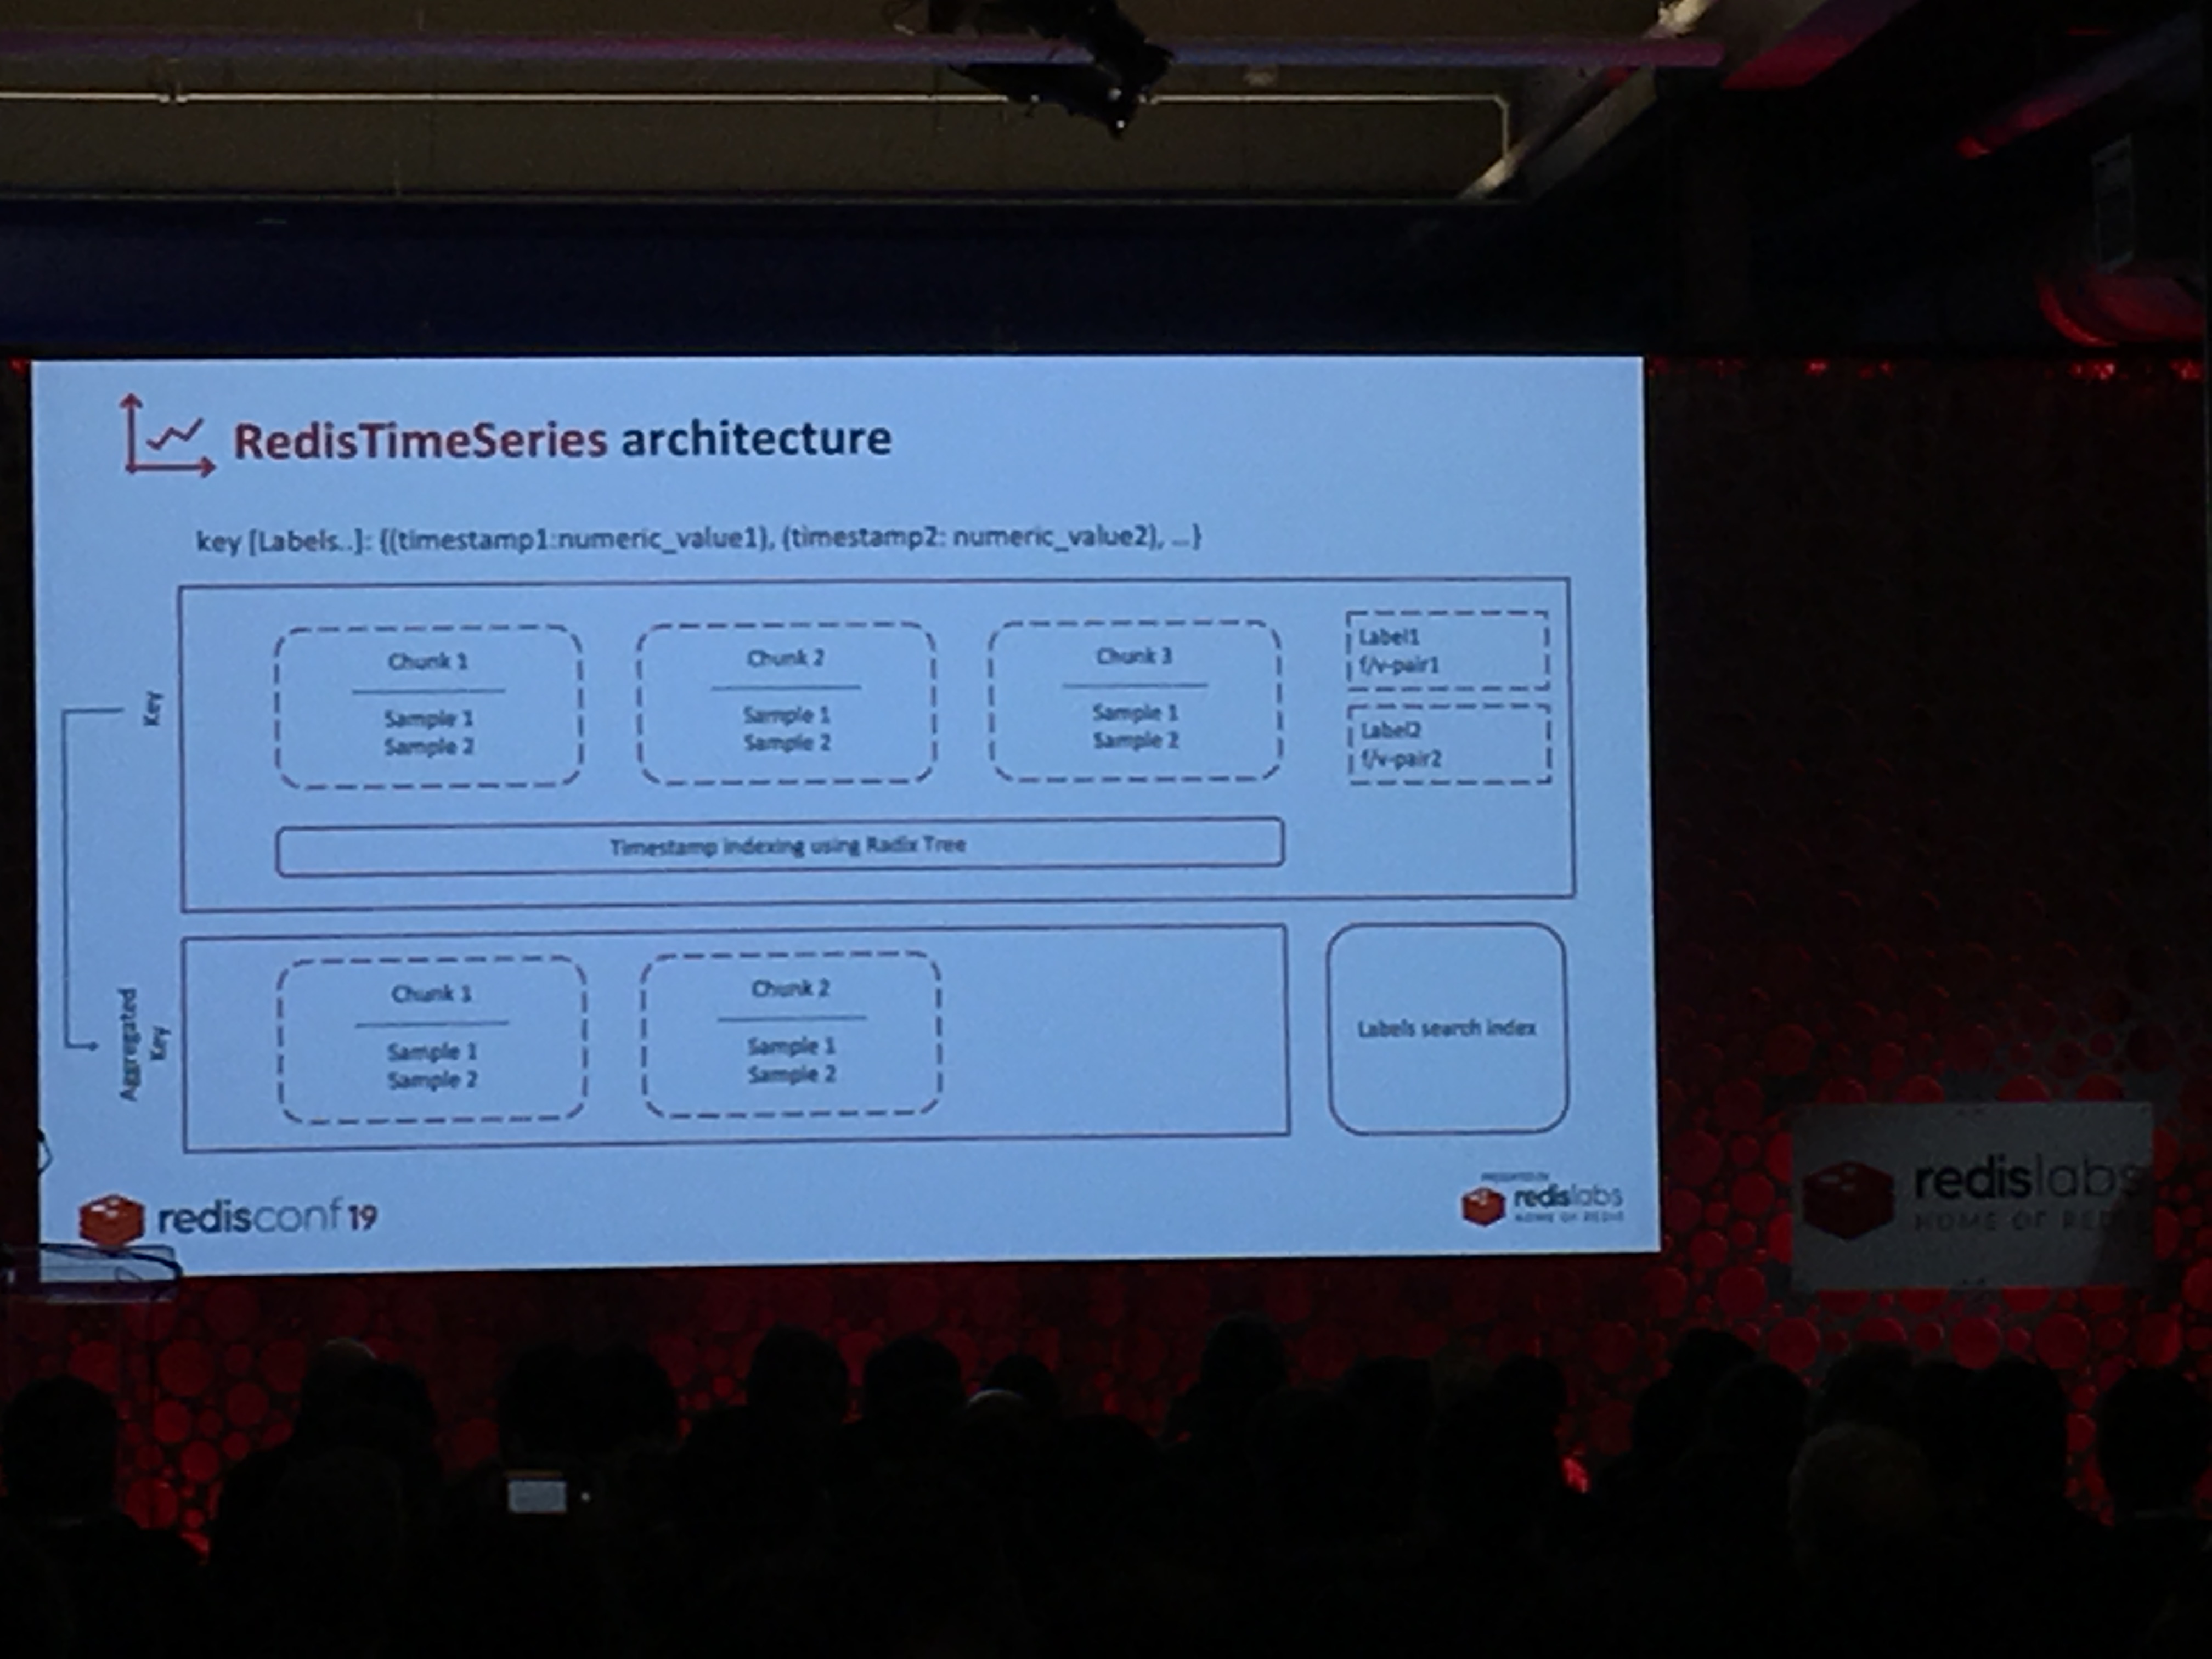 RedisTimeSeries architecture
key [Labels..]: {(timestamp1:numeric_value1), (timestamp2: numeric_value2), ...}
Key
Chunk 1
Sample 1
Sample 2
Chunk 2
Sample 1
Sample 2
Chunk 3
Sample 1
Sample 2
Label1
f/v-pair1
Label2
f/v-pair2
Timestamp indexing using Radix Tree
Aggregated
Key
Chunk 1
Sample 1
Sample 2
Chunk 2
Sample 1
Sample 2
Labels search index
redisconf19
PRESENTED BY
redislabs
HOME OF REDIS
redislabs
HOME OF